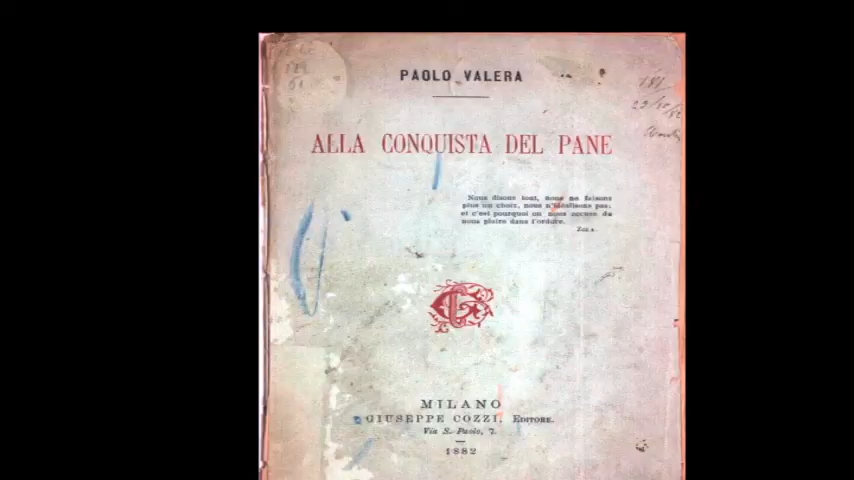 PAOLO VALERA
ALLA CONQUISTA DEL PANE
Nous disons tout, nous ne faisons
plus un choix, nous n'idéalisons pas;
et c'est pourquoi on nous accuse de
nous plaire dans l'ordure.
ZOLA
MILANO
GIUSEPPE COZZI, EDITORE.
Via S. Paolo, 7.
1882